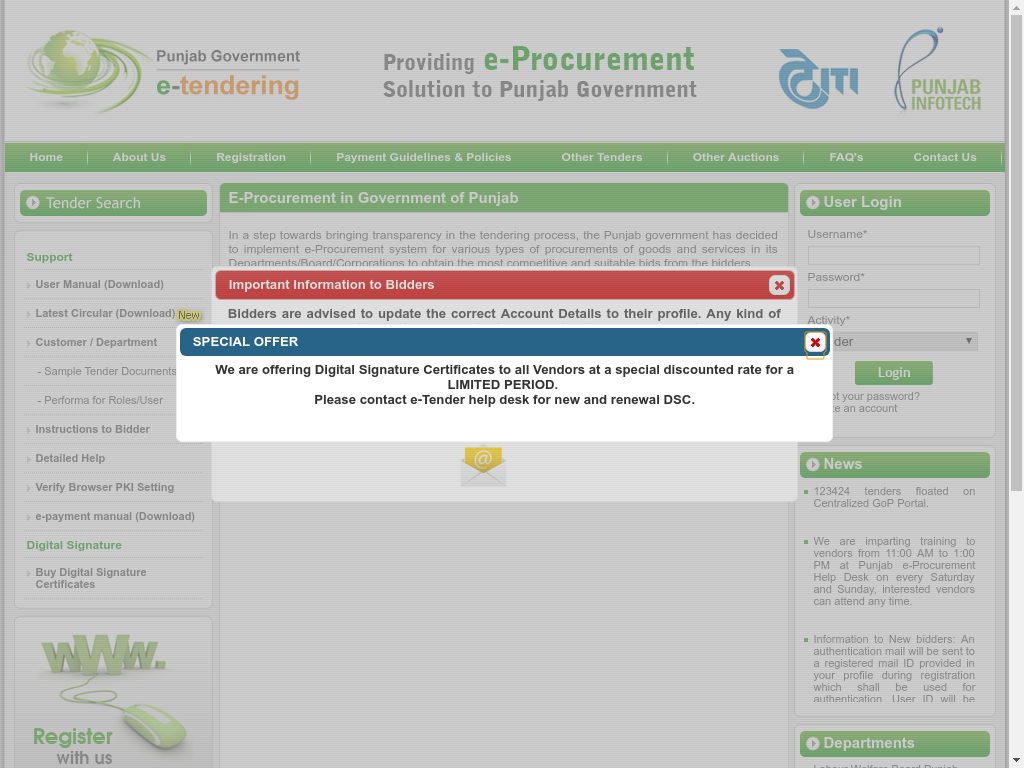 Punjab Government
e-tendering
Providing e-Procurement
Solution to Punjab Government
PUNJAB
INFOTECH
Home
About Us
Registration
Payment Guidelines & Policies
Other Tenders
Other Auctions
FAQ's
Contact Us
Tender Search
Support
User Manual (Download)
Latest Circular (Download) New
Customer / Department
- Sample Tender Documents
- Performa for Roles/User
Instructions to Bidder
Detailed Help
Verify Browser PKI Setting
e-payment manual (Download)
Digital Signature
Buy Digital Signature
Certificates
www.
Register
with us
E-Procurement in Government of Punjab
In a step towards bringing transparency in the tendering process, the Punjab government has decided
to implement e-Procurement system for various types of procurements of goods and services in its
Departments/Board/Corporations to obtain the most competitive and suitable bids from the bidders.
Important Information to Bidders
Bidders are advised to update the correct Account Details to their profile. Any kind of
SPECIAL OFFER
We are offering Digital Signature Certificates to all Vendors at a special discounted rate for a
LIMITED PERIOD.
Please contact e-Tender help desk for new and renewal DSC.
@
User Login
Username*
Password*
Activity*
der
Login
ot your password?
e an account
News
123424 tenders floated on
Centralized GoP Portal.
We are imparting training to
vendors from 11:00 AM to 1:00
PM at Punjab e-Procurement
Help Desk on every Saturday
and Sunday, interested vendors
can attend any time.
Information to New bidders: An
authentication mail will be sent to
a registered mail ID provided in
your profile during registration
which shall be used for
authentication. User ID will be
Departments